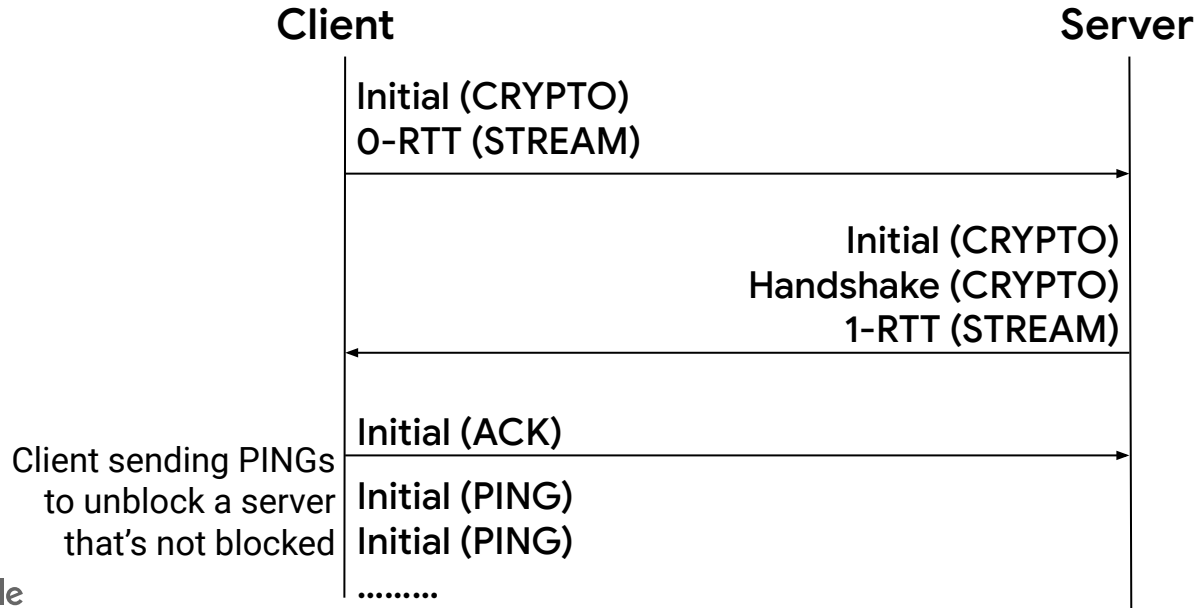 Client
Server
Initial (CRYPTO)
0-RTT (STREAM)
Initial (CRYPTO)
Handshake (CRYPTO)
1-RTT (STREAM)
Initial (ACK)
Client sending PINGs
to unblock a server
that's not blocked
Initial (PING)
Initial (PING)
.........